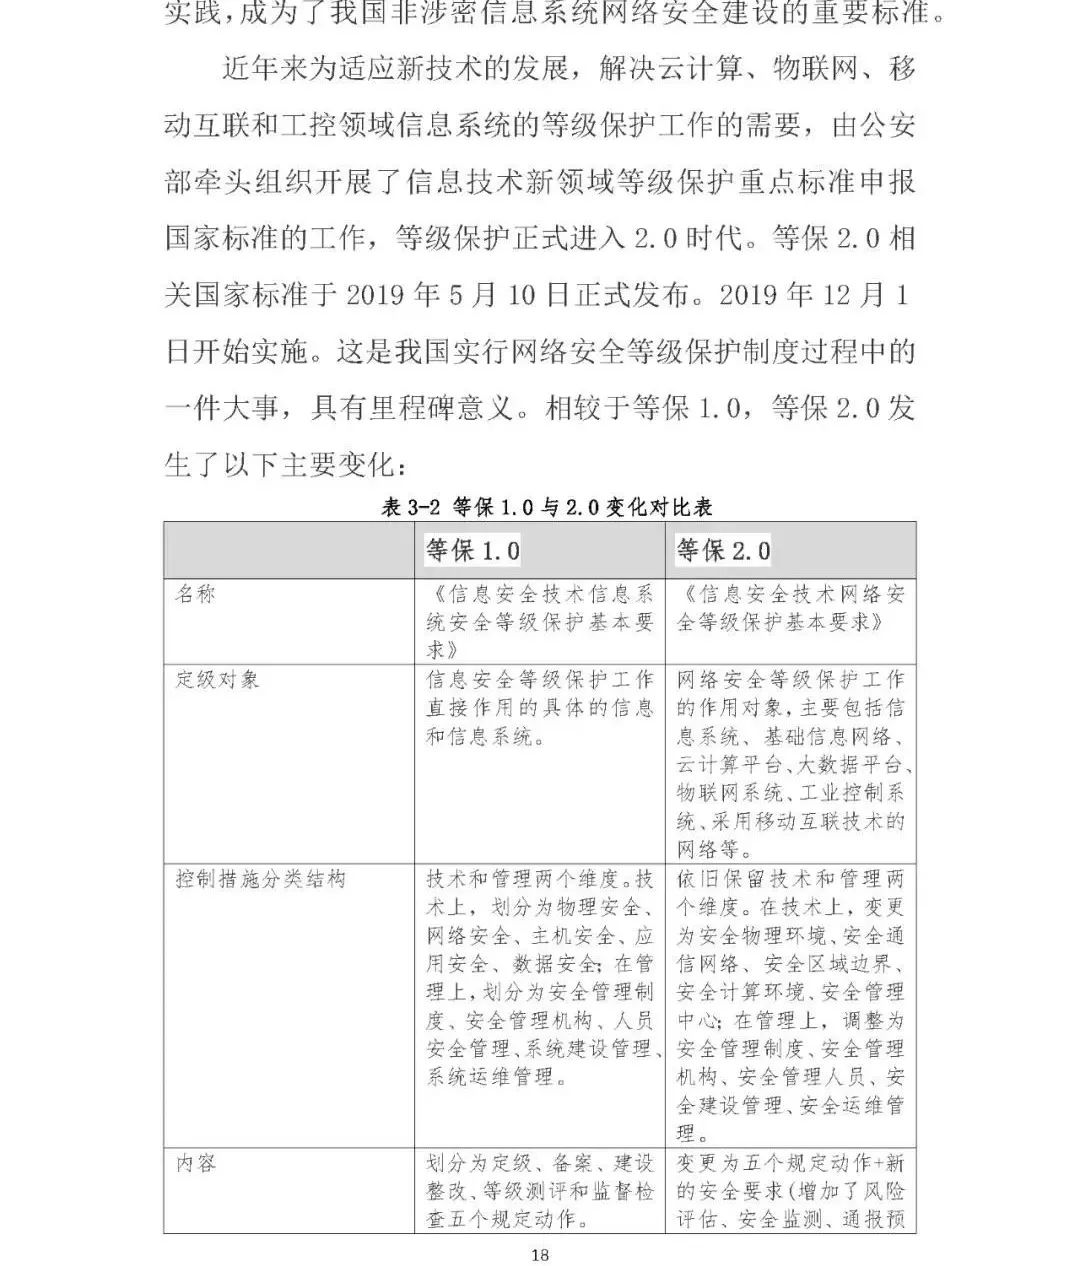 实践,成为了我国非涉密信息系统网络安全建设的重要标准。
近年来为适应新技术的发展，解决云计算、物联网、移
动互联和工控领域信息系统的等级保护工作的需要，由公安
部牵头组织开展了信息技术新领域等级保护重点标准申报
国家标准的工作，等级保护正式进入 2.0 时代。等保 2.0 相
关国家标准于 2019 年 5 月 10 日正式发布。2019 年 12 月 1
日开始实施。这是我国实行网络安全等级保护制度过程中的
一件大事，具有里程碑意义。相较于等保 1.0，等保 2.0 发
生了以下主要变化：
表 3-2 等保 1.0 与 2.0 变化对比表
等保 1.0
等保 2.0
名称
《信息安全技术信息系
统安全等级保护基本要
求》
《信息安全技术网络安
全等级保护基本要求》
定级对象
信息安全等级保护工作
直接作用的具体的信息
和信息系统。
网络安全等级保护工作
的作用对象，主要包括信
息系统、基础信息网络、
云计算平台、大数据平台、
物联网系统、工业控制系
统、采用移动互联技术的
网络等。
控制措施分类结构
技术和管理两个维度。技
术上，划分为物理安全、
网络安全、主机安全、应
用安全、数据安全；在管
理上，划分为安全管理制
度、安全管理机构、人员
安全管理、系统建设管理、
系统运维管理。
依旧保留技术和管理两
个维度。在技术上，变更
为安全物理环境、安全通
信网络、安全区域边界、
安全计算环境、安全管理
中心；在管理上，调整为
安全管理制度、安全管理
机构、安全管理人员、安
全建设管理、安全运维管
理。
内容
划分为定级、备案、建设
整改、等级测评和监督检
查五个规定动作。
变更为五个规定动作+新
的安全要求(增加了风险
评估、安全监测、通报预
18